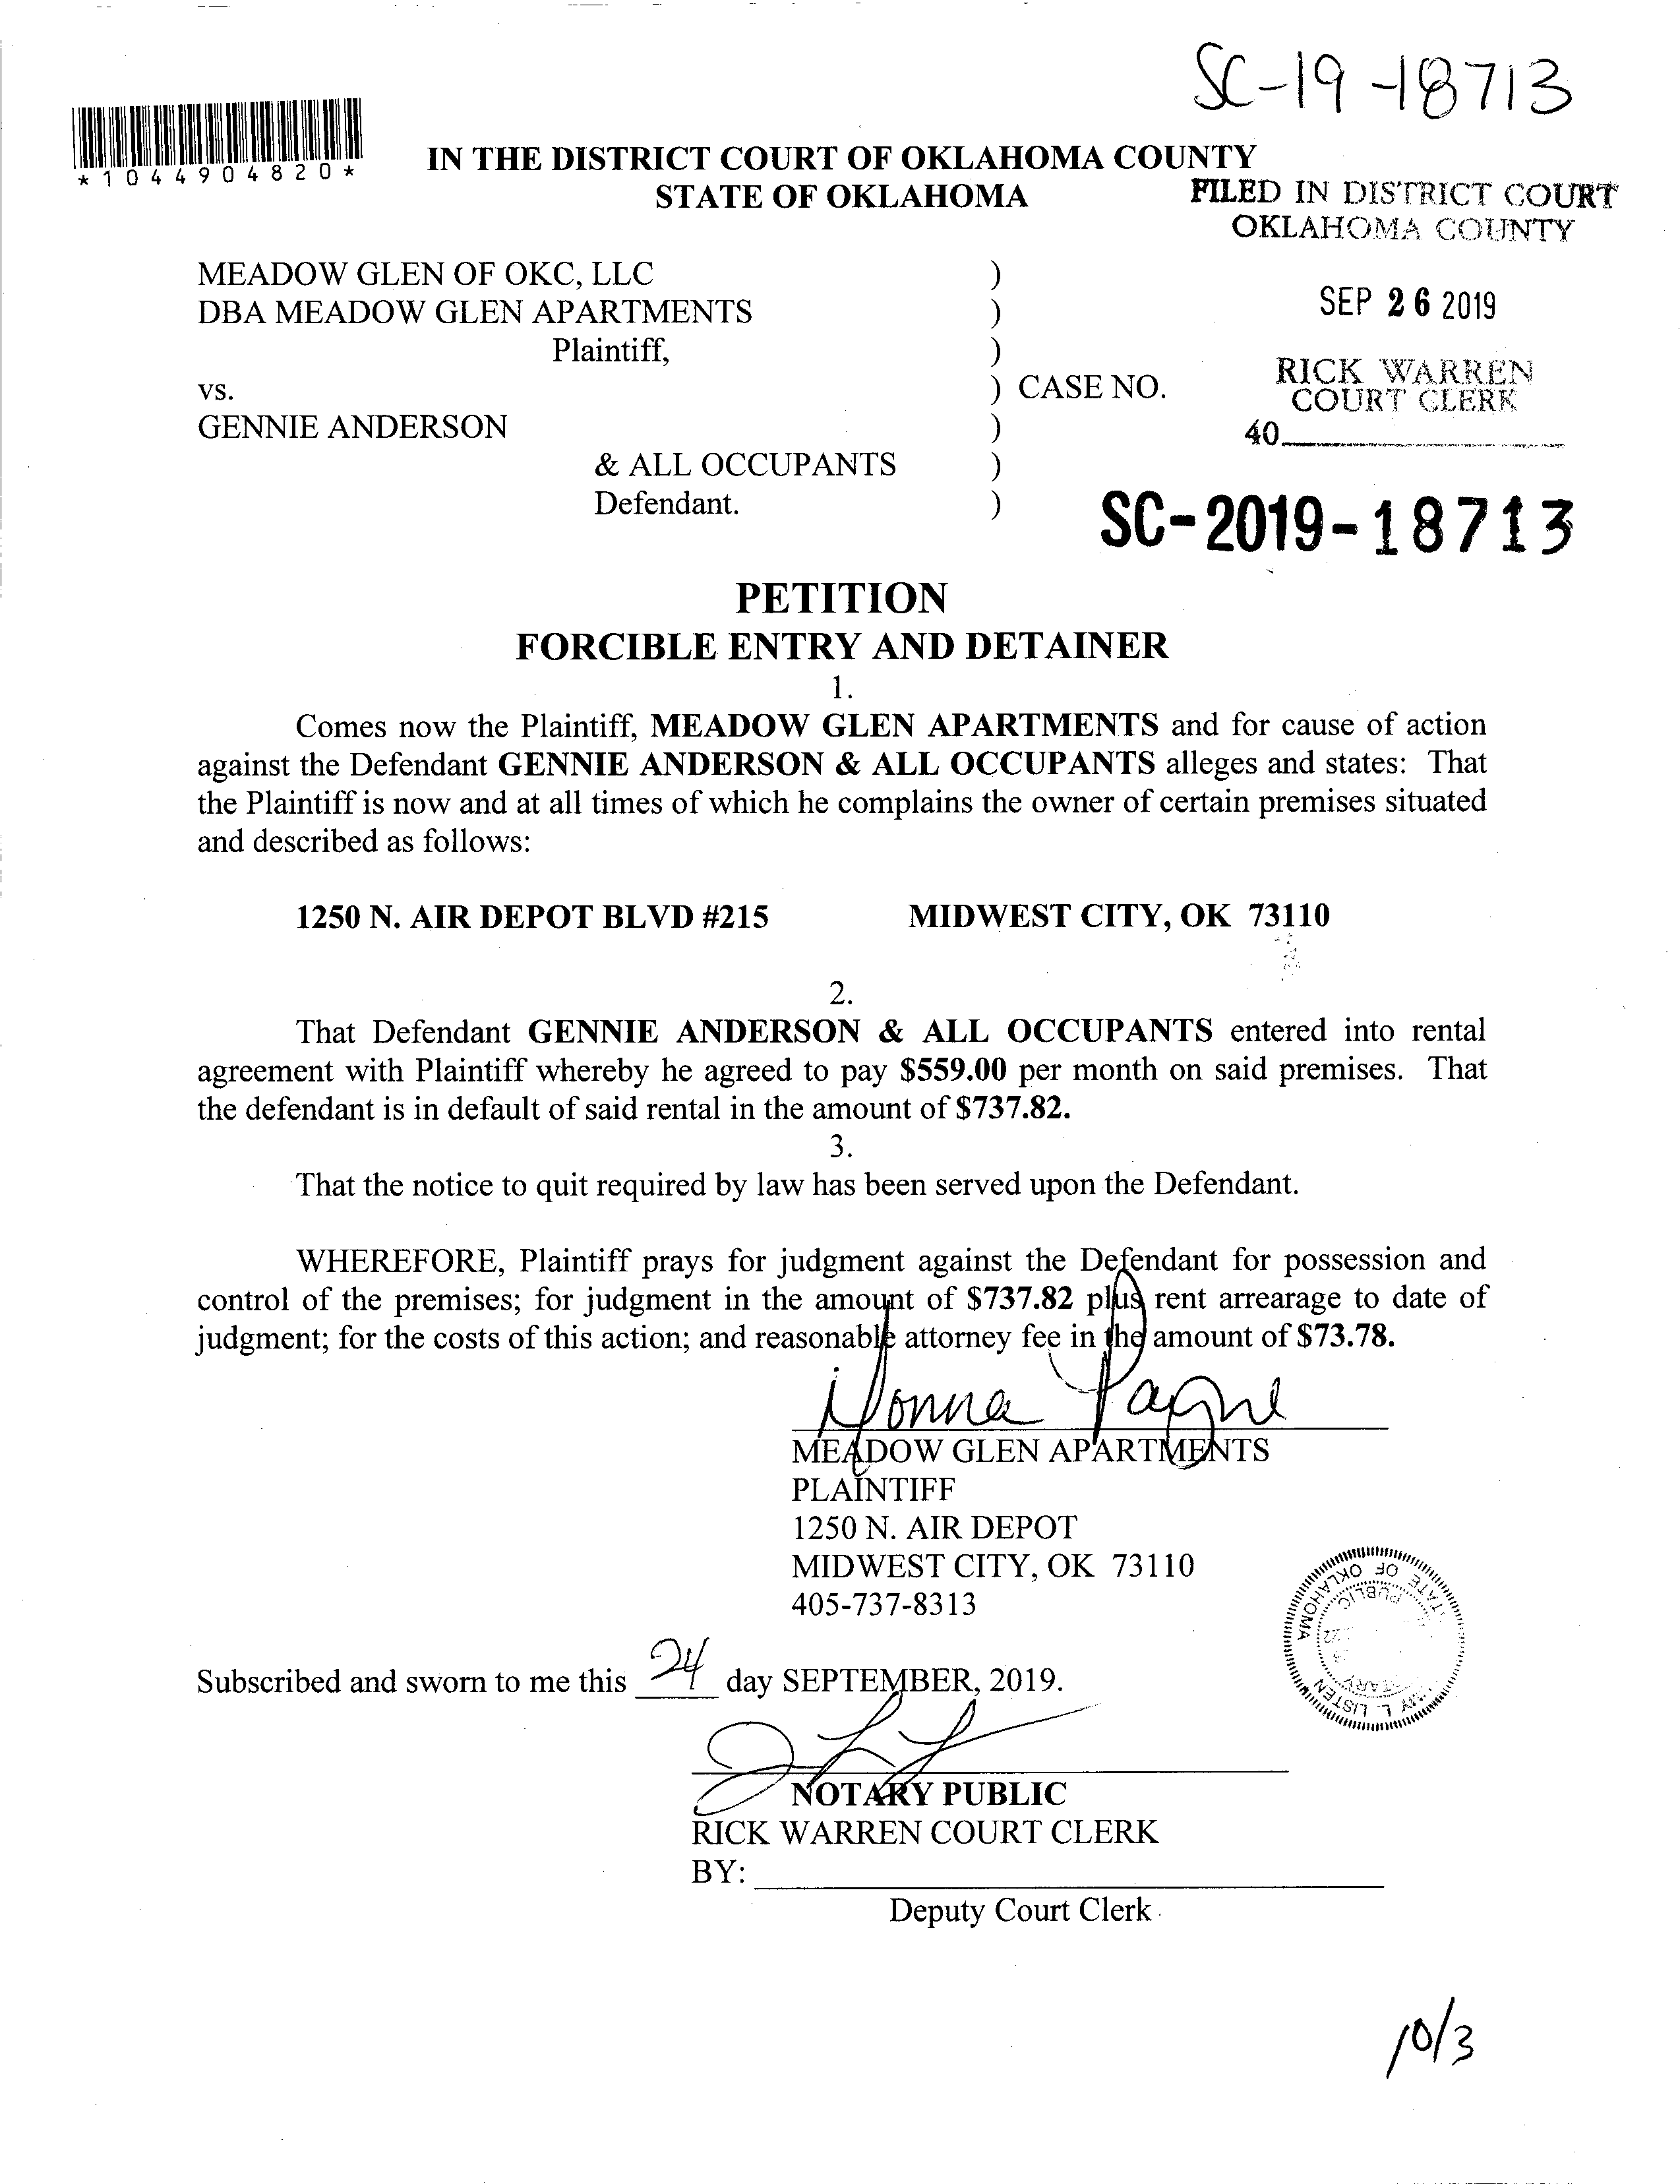 SC-19-18713
*1044904820*
IN THE DISTRICT COURT OF OKLAHOMA COUNTY
STATE OF OKLAHOMA
FILED IN DISTRICT COURT
OKLAHOMA COUNTY
MEADOW GLEN OF OKC, LLC )
DBA MEADOW GLEN APARTMENTS )
SEP 26 2019
Plaintiff, )
vs. ) CASE NO.
RICK WARREN
COURT CLERK
GENNIE ANDERSON )
40
& ALL OCCUPANTS )
Defendant. )
SC-2019-18713
PETITION
FORCIBLE ENTRY AND DETAINER
1.
Comes now the Plaintiff, MEADOW GLEN APARTMENTS and for cause of action
against the Defendant GENNIE ANDERSON & ALL OCCUPANTS alleges and states: That
the Plaintiff is now and at all times of which he complains the owner of certain premises situated
and described as follows:
1250 N. AIR DEPOT BLVD #215 MIDWEST CITY, OK 73110
2.
That Defendant GENNIE ANDERSON & ALL OCCUPANTS entered into rental
agreement with Plaintiff whereby he agreed to pay $559.00 per month on said premises. That
the defendant is in default of said rental in the amount of $737.82.
3.
That the notice to quit required by law has been served upon the Defendant.
WHEREFORE, Plaintiff prays for judgment against the Defendant for possession and
control of the premises; for judgment in the amount of $737.82 plus rent arrearage to date of
judgment; for the costs of this action; and reasonable attorney fee in the amount of $73.78.
Donna Payne
MEADOW GLEN APARTMENTS
PLAINTIFF
1250 N. AIR DEPOT
MIDWEST CITY, OK 73110
405-737-8313
STATE OF OKLAHOMA
PUBLIC
L. LISTEN
Subscribed and sworn to me this 24 day SEPTEMBER, 2019.
NOTARY PUBLIC
RICK WARREN COURT CLERK
BY:
Deputy Court Clerk
10/3